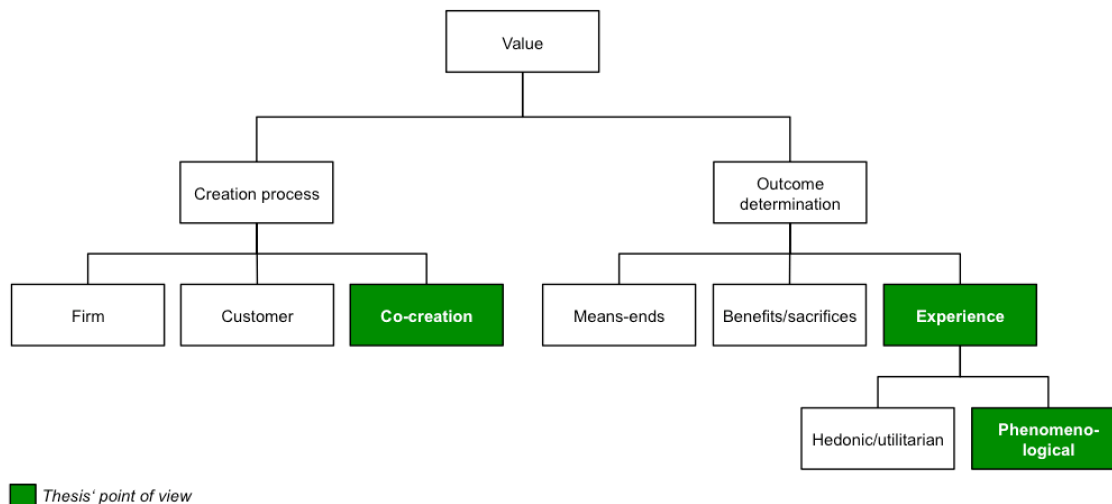 Value
Creation process
Outcome
determination
Firm
Customer
Co-creation
Means-ends
Benefits/sacrifices
Experience
Hedonic/utilitarian
Phenomeno-
logical
Thesis‘ point of view